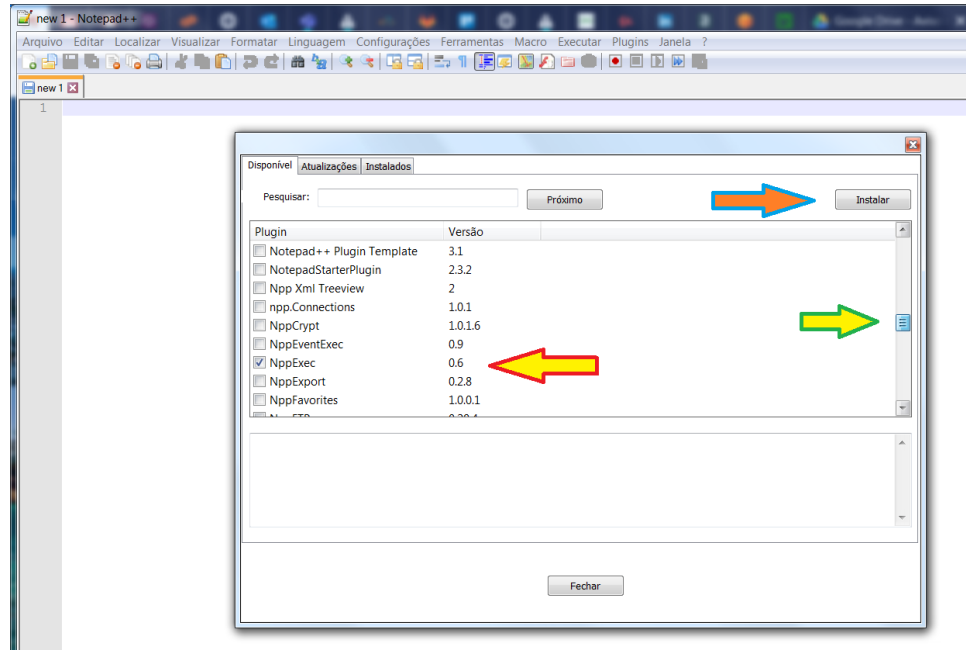 new 1 - Notepad++
Arquivo Editar Localizar Visualizar Formatar Linguagem Configurações Ferramentas Macro Executar Plugins Janela ?
new 1
1
Disponível Atualizações Instalados
Pesquisar: Próximo Instalar
Plugin Versão
Notepad++ Plugin Template 3.1
NotepadStarterPlugin 2.3.2
Npp Xml Treeview 2
npp.Connections 1.0.1
NppCrypt 1.0.1.6
NppEventExec 0.9
NppExec 0.6
NppExport 0.2.8
NppFavorites 1.0.0.1
Fechar